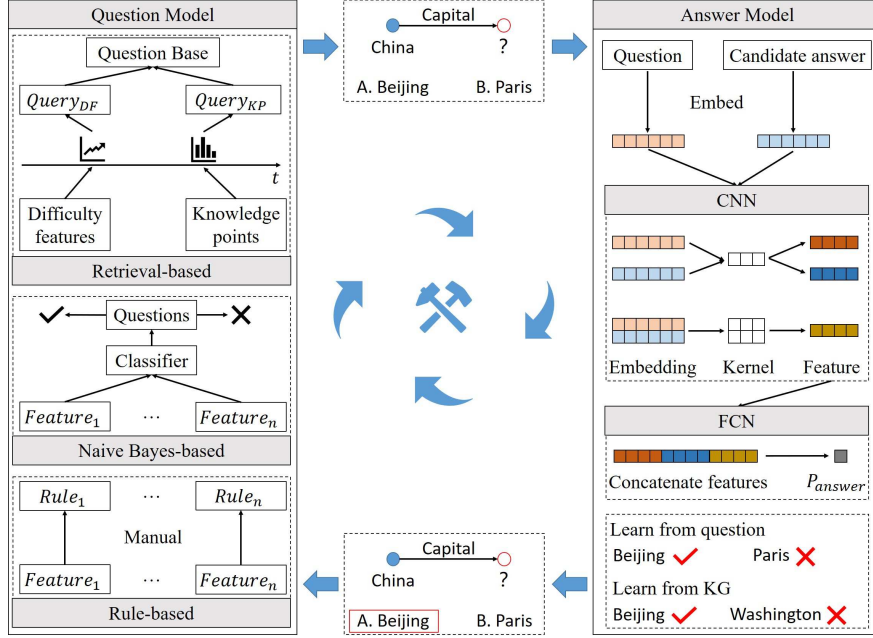 Question Model
Question Base
Query_DF
Query_KP
t
Difficulty
features
Knowledge
points
Retrieval-based
Questions
Classifier
Feature_1
...
Feature_n
Naive Bayes-based
Rule_1
...
Rule_n
Manual
Feature_1
...
Feature_n
Rule-based
Capital
China
?
A. Beijing
B. Paris
Capital
China
?
A. Beijing
B. Paris
Answer Model
Question
Candidate answer
Embed
CNN
Embedding
Kernel
Feature
FCN
Concatenate features
P_answer
Learn from question
Beijing
Paris
Learn from KG
Beijing
Washington